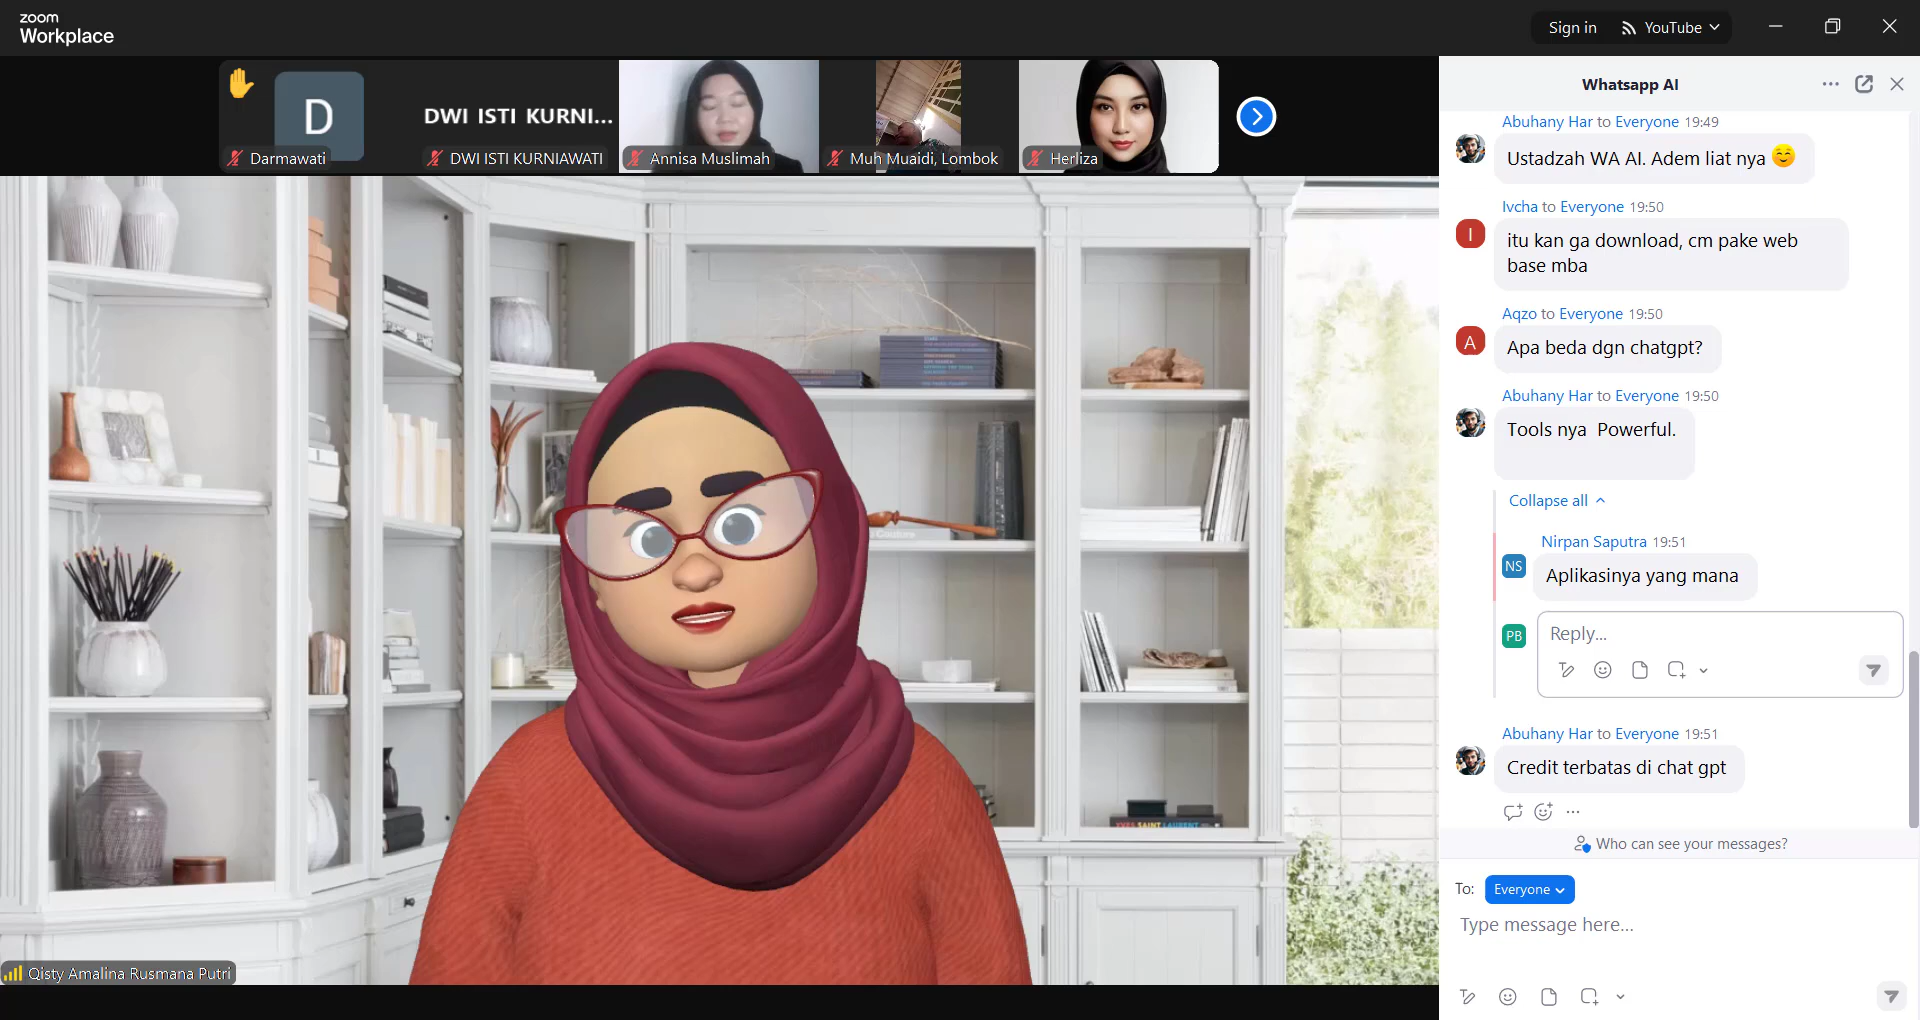 zoom
Workplace
Sign in
YouTube
D
Darmawati
DWI ISTI KURNI...
DWI ISTI KURNIAWATI
Annisa Muslimah
Muh Muaidi, Lombok
Herliza
Qisty Amalina Rusmana Putri
YVES SAINT LAURENT
Whatsapp AI
Abuhany Har to Everyone 19:49
Ustadzah WA AI. Adem liat nya 😊
Ivcha to Everyone 19:50
I
itu kan ga download, cm pake web
base mba
Aqzo to Everyone 19:50
A
Apa beda dgn chatgpt?
Abuhany Har to Everyone 19:50
Tools nya  Powerful.
Collapse all
Nirpan Saputra 19:51
NS
Aplikasinya yang mana
PB
Reply...
Abuhany Har to Everyone 19:51
Credit terbatas di chat gpt
Who can see your messages?
To: Everyone
Type message here...